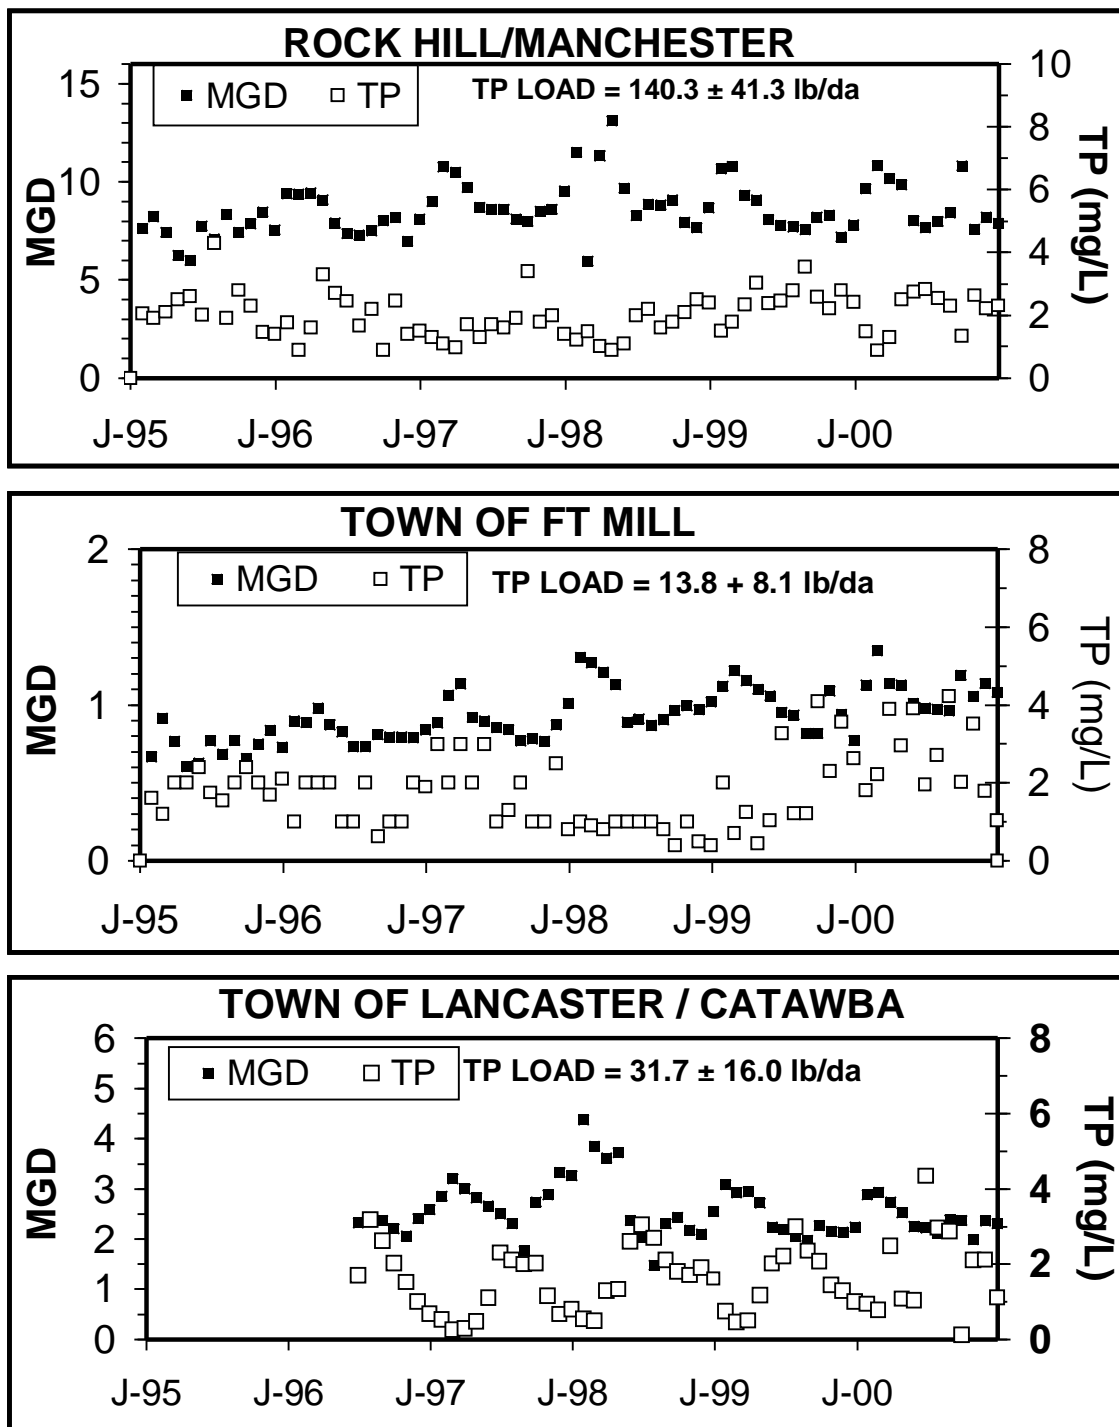 ROCK HILL/MANCHESTER
MGD TP
TP LOAD = 140.3 ± 41.3 lb/da
15
10
5
0
MGD
10
8
6
4
2
0
TP (mg/L)
J-95 J-96 J-97 J-98 J-99 J-00
TOWN OF FT MILL
MGD TP
TP LOAD = 13.8 + 8.1 lb/da
2
1
0
MGD
8
6
4
2
0
TP (mg/L)
J-95 J-96 J-97 J-98 J-99 J-00
TOWN OF LANCASTER / CATAWBA
MGD TP
TP LOAD = 31.7 ± 16.0 lb/da
6
5
4
3
2
1
0
MGD
8
6
4
2
0
TP (mg/L)
J-95 J-96 J-97 J-98 J-99 J-00